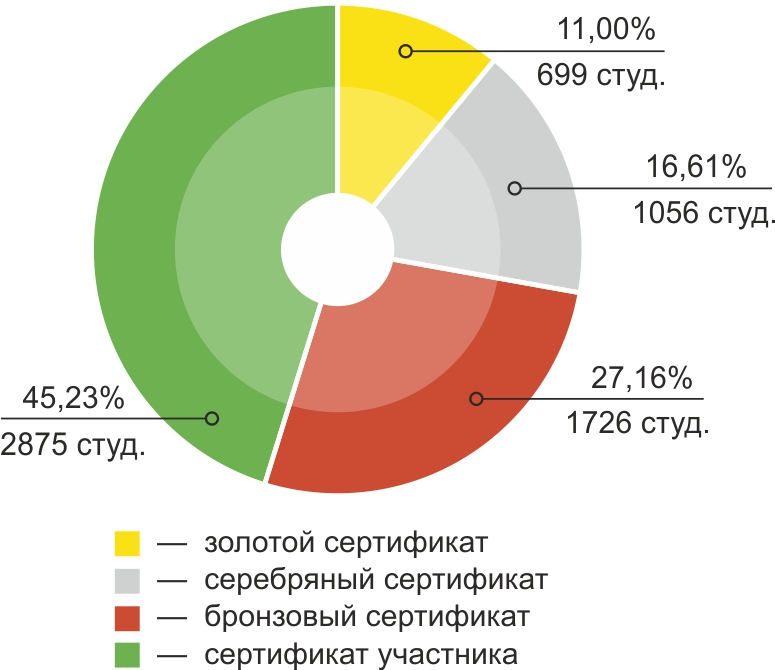 11,00%
699 студ.
16,61%
1056 студ.
27,16%
1726 студ.
45,23%
2875 студ.
— золотой сертификат
— серебряный сертификат
— бронзовый сертификат
— сертификат участника